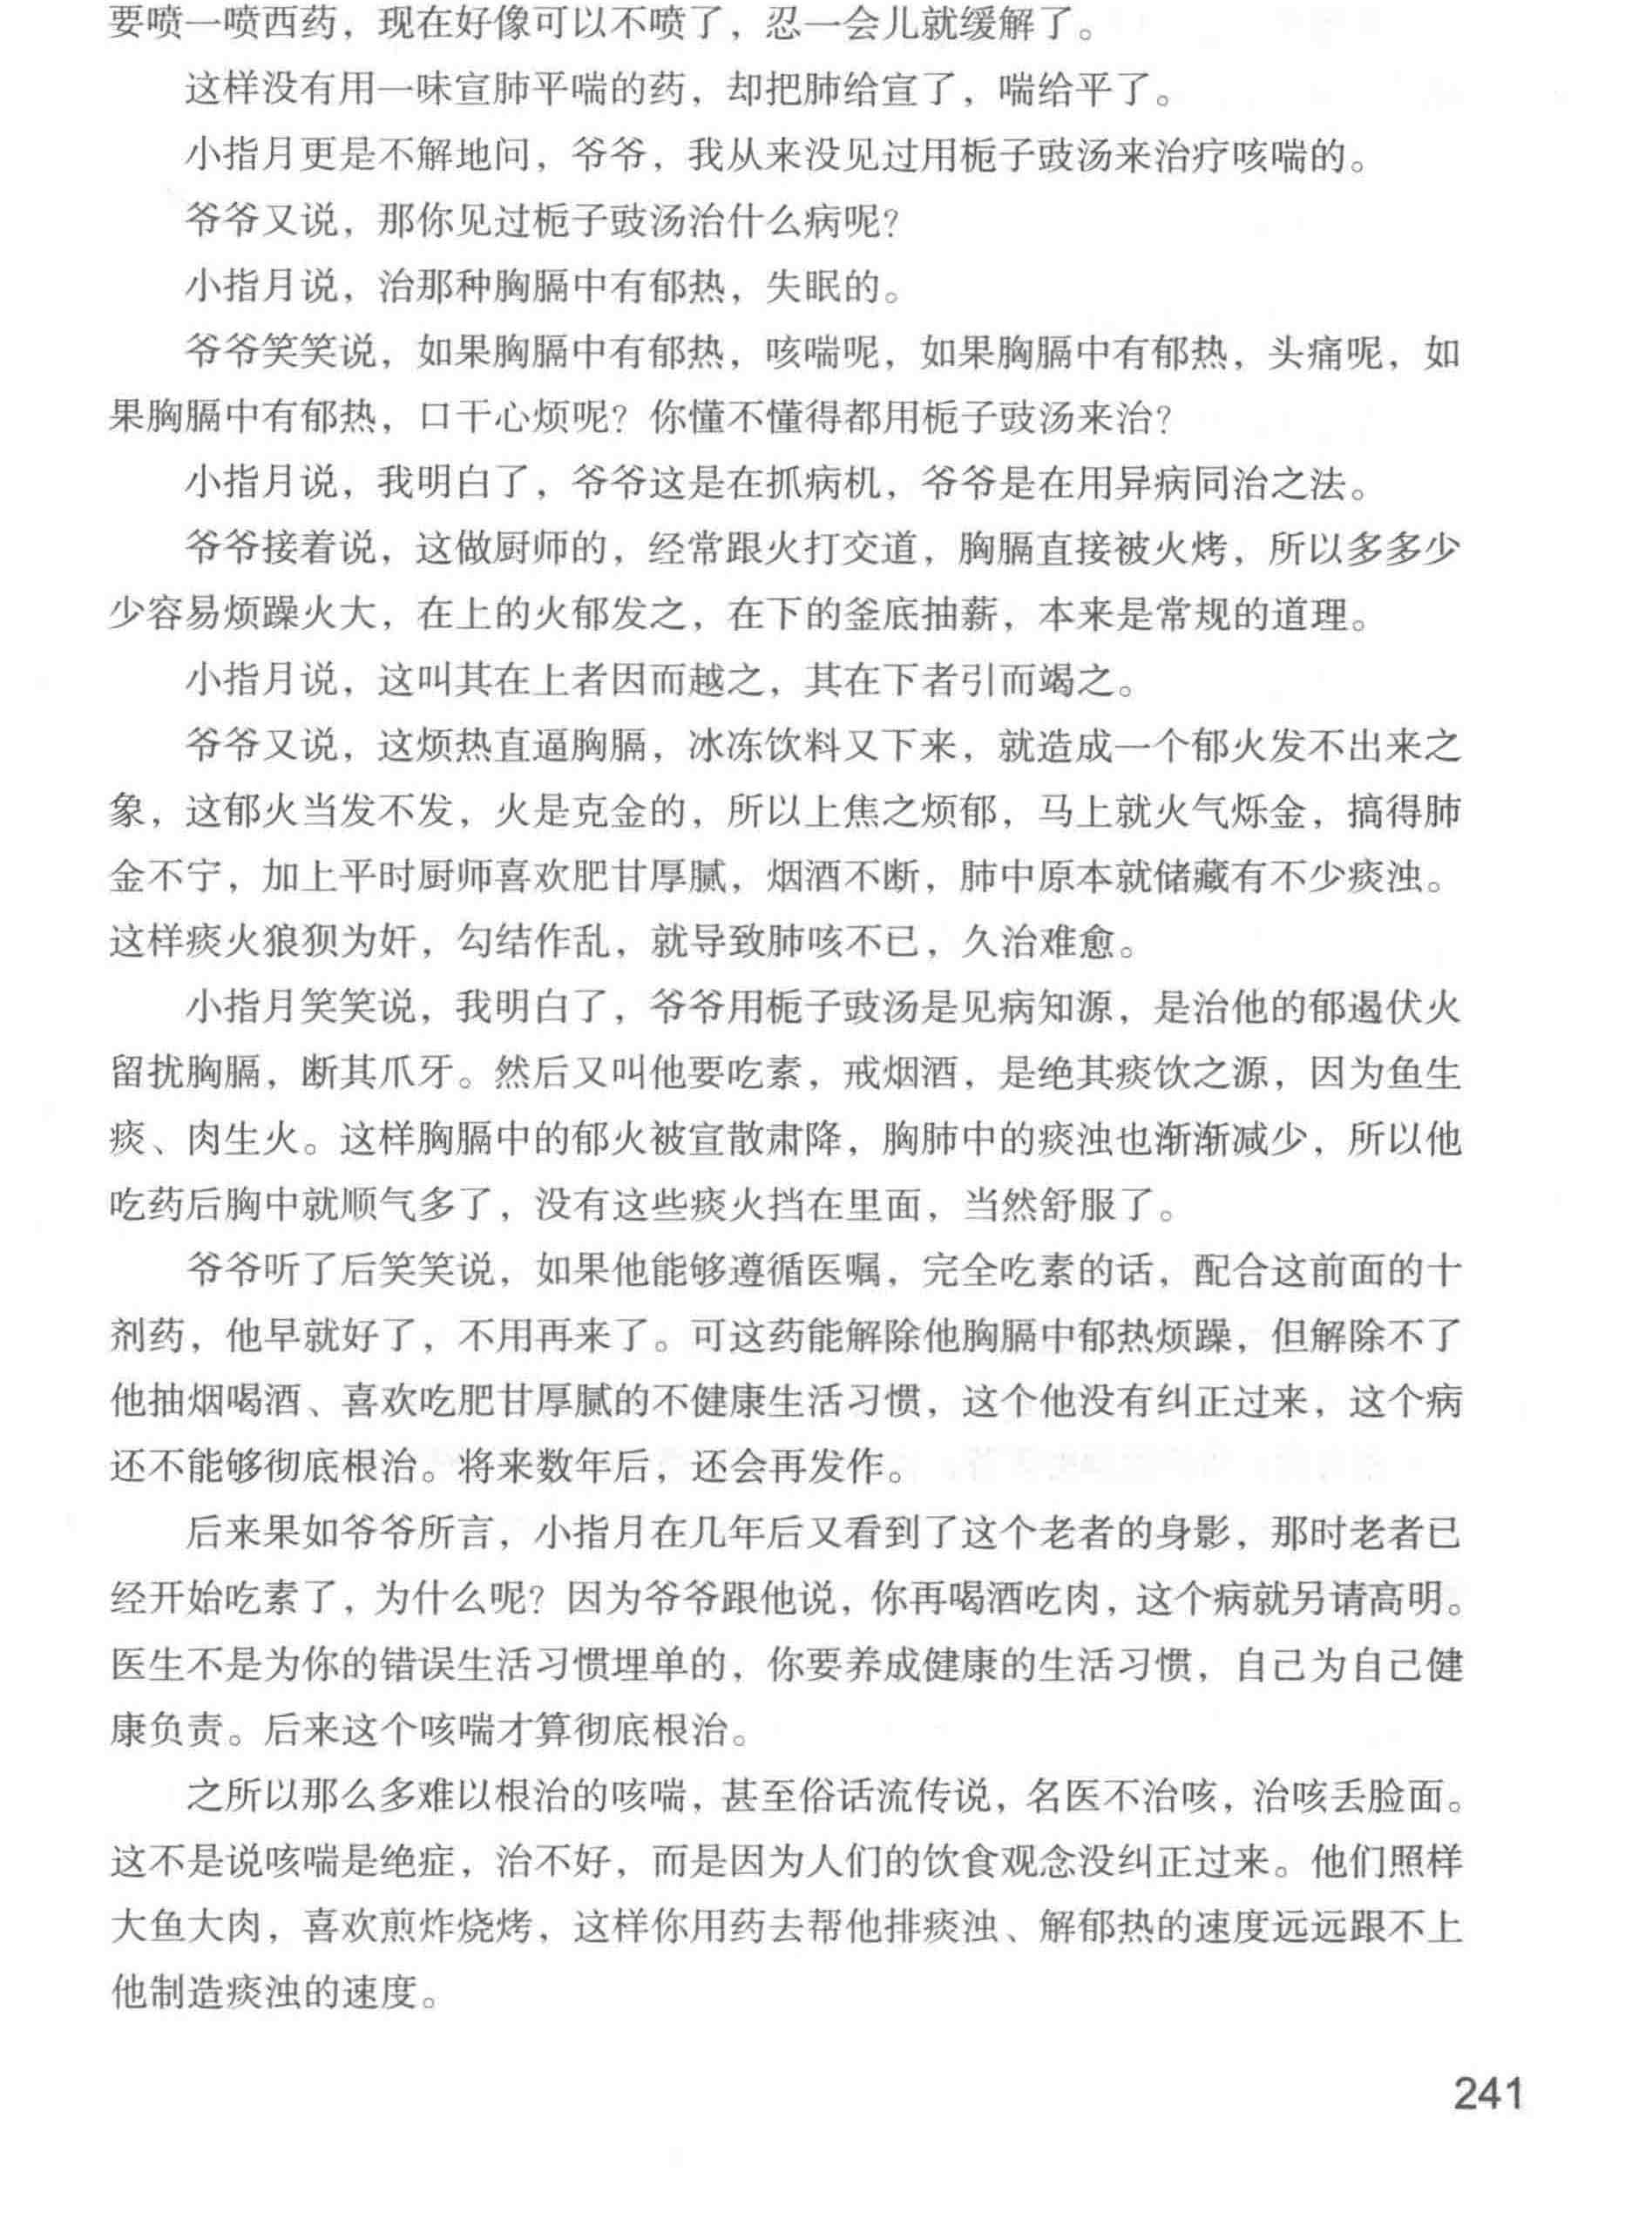 要喷一喷西药，现在好像可以不喷了，忍一会儿就缓解了。
这样没有用一味宣肺平喘的药，却把肺给宣了，喘给平了。
小指月更是不解地问，爷爷，我从来没见过用栀子豉汤来治疗咳喘的。
爷爷又说，那你见过栀子豉汤治什么病呢？
小指月说，治那种胸膈中有郁热，失眠的。
爷爷笑笑说，如果胸膈中有郁热，咳喘呢，如果胸膈中有郁热，头痛呢，如
果胸膈中有郁热，口干心烦呢？你懂不懂得都用栀子豉汤来治？
小指月说，我明白了，爷爷这是在抓病机，爷爷是在用异病同治之法。
爷爷接着说，这做厨师的，经常跟火打交道，胸膈直接被火烤，所以多多少
少容易烦躁火大，在上的火郁发之，在下的釜底抽薪，本来是常规的道理。
小指月说，这叫其在上者因而越之，其在下者引而竭之。
爷爷又说，这烦热直逼胸膈，冰冻饮料又下来，就造成一个郁火发不出来之
象，这郁火当发不发，火是克金的，所以上焦之烦郁，马上就火气烁金，搞得肺
金不宁，加上平时厨师喜欢肥甘厚腻，烟酒不断，肺中原本就储藏有不少痰浊。
这样痰火狼狈为奸，勾结作乱，就导致肺咳不已，久治难愈。
小指月笑笑说，我明白了，爷爷用栀子豉汤是见病知源，是治他的郁遏伏火
留扰胸膈，断其爪牙。然后又叫他要吃素，戒烟酒，是绝其痰饮之源，因为鱼生
痰、肉生火。这样胸膈中的郁火被宣散肃降，胸肺中的痰浊也渐渐减少，所以他
吃药后胸中就顺气多了，没有这些痰火挡在里面，当然舒服了。
爷爷听了后笑笑说，如果他能够遵循医嘱，完全吃素的话，配合这前面的十
剂药，他早就好了，不用再来了。可这药能解除他胸膈中郁热烦躁，但解除不了
他抽烟喝酒、喜欢吃肥甘厚腻的不健康生活习惯，这个他没有纠正过来，这个病
还不能够彻底根治。将来数年后，还会再发作。
后来果如爷爷所言，小指月在几年后又看到了这个老者的身影，那时老者已
经开始吃素了，为什么呢？因为爷爷跟他说，你再喝酒吃肉，这个病就另请高明。
医生不是为你的错误生活习惯埋单的，你要养成健康的生活习惯，自己为自己健
康负责。后来这个咳喘才算彻底根治。
之所以那么多难以根治的咳喘，甚至俗话流传说，名医不治咳，治咳丢脸面。
这不是说咳喘是绝症，治不好，而是因为人们的饮食观念没纠正过来。他们照样
大鱼大肉，喜欢煎炸烧烤，这样你用药去帮他排痰浊、解郁热的速度远远跟不上
他制造痰浊的速度。
241